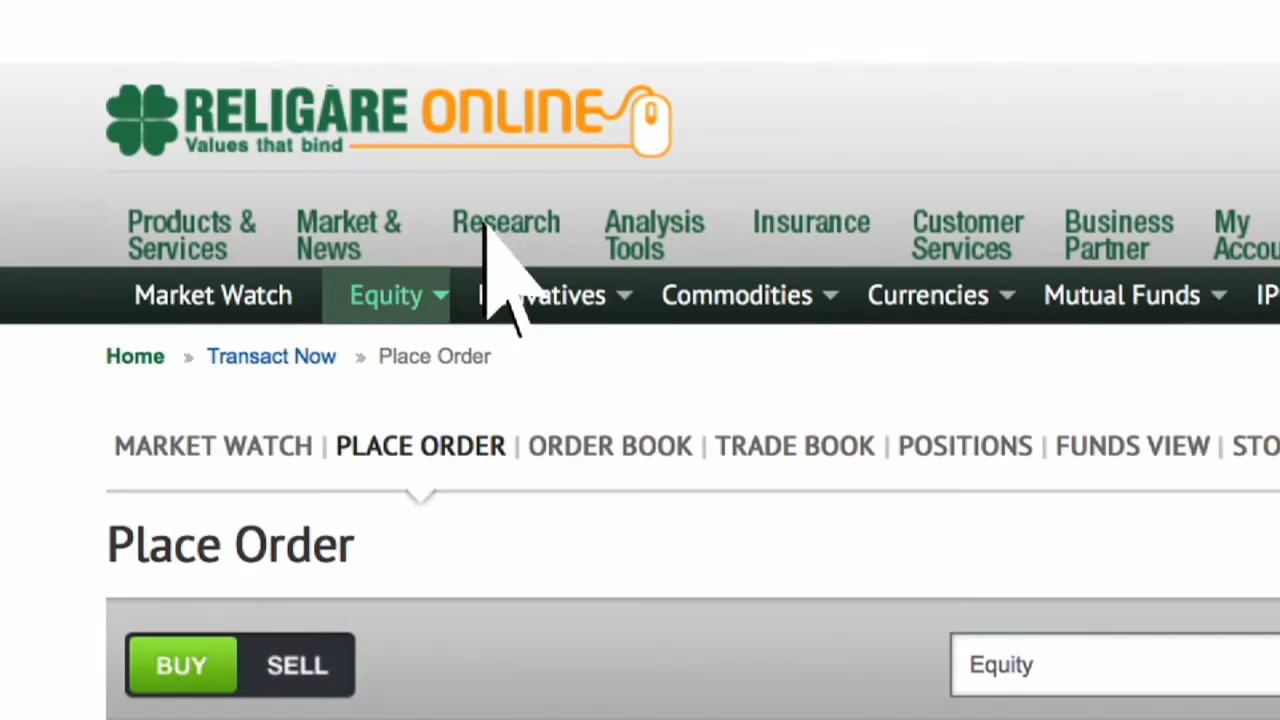 RELIGARE ONLINE
Values that bind
Products & Services Market & News Research Analysis Tools Insurance Customer Services Business Partner My
Market Watch Equity Commodities Currencies Mutual Funds
Home » Transact Now » Place Order
MARKET WATCH | PLACE ORDER | ORDER BOOK | TRADE BOOK | POSITIONS | FUNDS VIEW |
Place Order
BUY SELL Equity